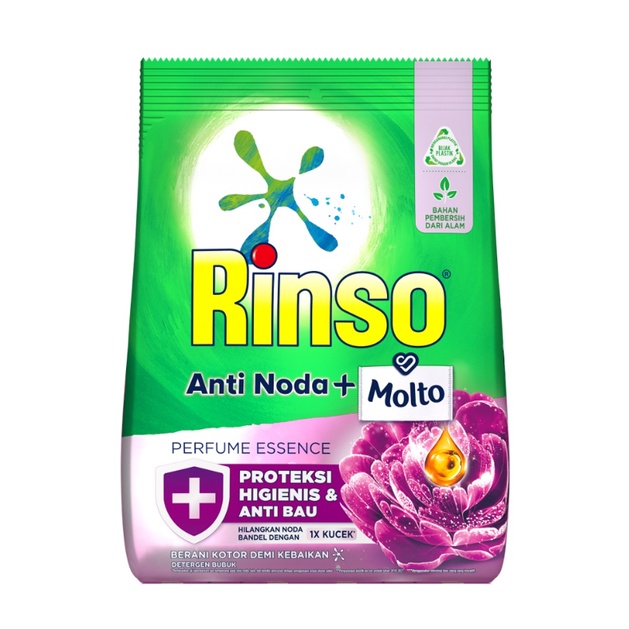 BIJAK
PLASTIK
BAHAN
PEMBERSIH
DARI ALAM
Rinso®
Anti Noda + Molto
PERFUME ESSENCE
PROTEKSI
HIGIENIS &
ANTI BAU
HILANGKAN NODA
BANDEL DENGAN 1X KUCEK*
BERANI KOTOR DEMI KEBAIKAN
DETERGEN BUBUK